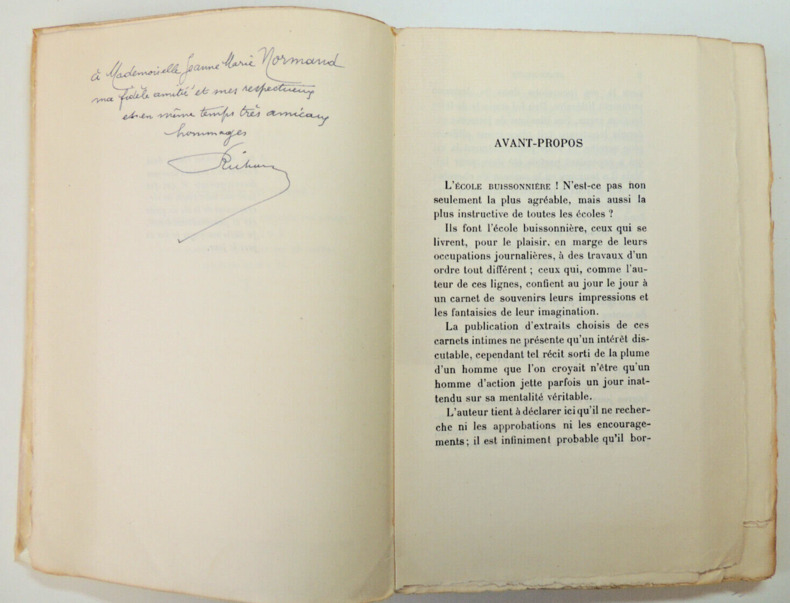 à Mademoiselle Jeanne Marie Normand
ma fidèle amitié et mes respectueux
et en même temps très amicaux
hommages
AVANT-PROPOS
L'ÉCOLE BUISSONNIÈRE ! N'est-ce pas non
seulement la plus agréable, mais aussi la
plus instructive de toutes les écoles ?
Ils font l'école buissonnière, ceux qui se
livrent, pour le plaisir, en marge de leurs
occupations journalières, à des travaux d'un
ordre tout différent ; ceux qui, comme l'au-
teur de ces lignes, confient au jour le jour à
un carnet de souvenirs leurs impressions et
les fantaisies de leur imagination.
La publication d'extraits choisis de ces
carnets intimes ne présente qu'un intérêt dis-
cutable, cependant tel récit sorti de la plume
d'un homme que l'on croyait n'être qu'un
homme d'action jette parfois un jour inat-
tendu sur sa mentalité véritable.
L'auteur tient à déclarer ici qu'il ne recher-
che ni les approbations ni les encourage-
ments ; il est infiniment probable qu'il bor-